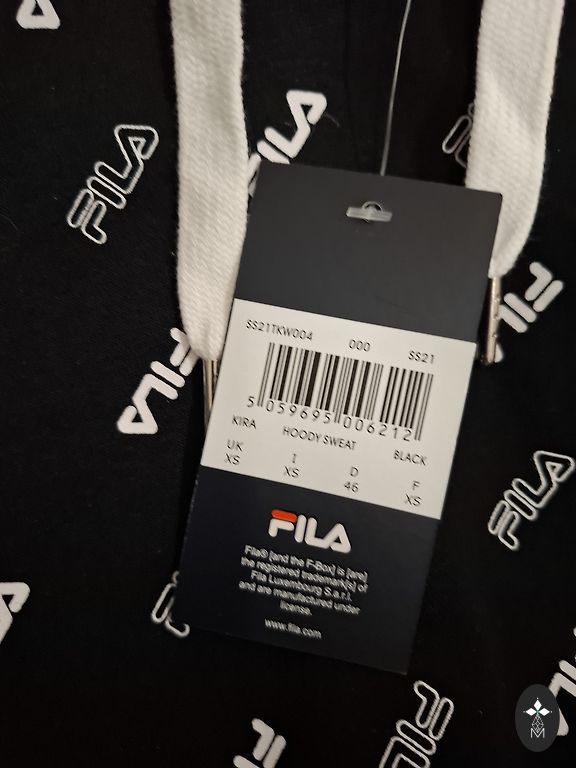 FILA
FILA
FILA
FILA
FILA
FILA
FILA
SS21TKW004 000 SS21
5 059695 006212
KIRA HOODY SWEAT BLACK
UK I D F
XS XS 46 XS
FILA
Fila® [and the F-Box] is [are]
the registered trademark[s] of
Fila Luxembourg S.a.r.l.
and are manufactured under
license.
www.fila.com
M